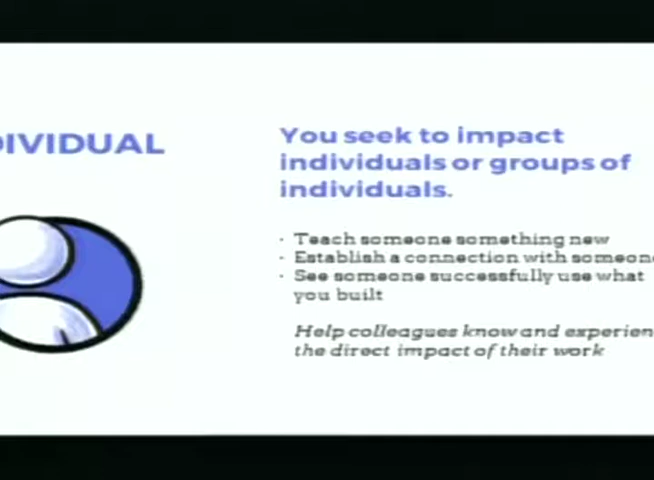 DIVIDUAL
You seek to impact
individuals or groups of
individuals.
· Teach someone something new
· Establish a connection with someone
· See someone successfully use what
you built
Help colleagues know and experien
the direct impact of their work